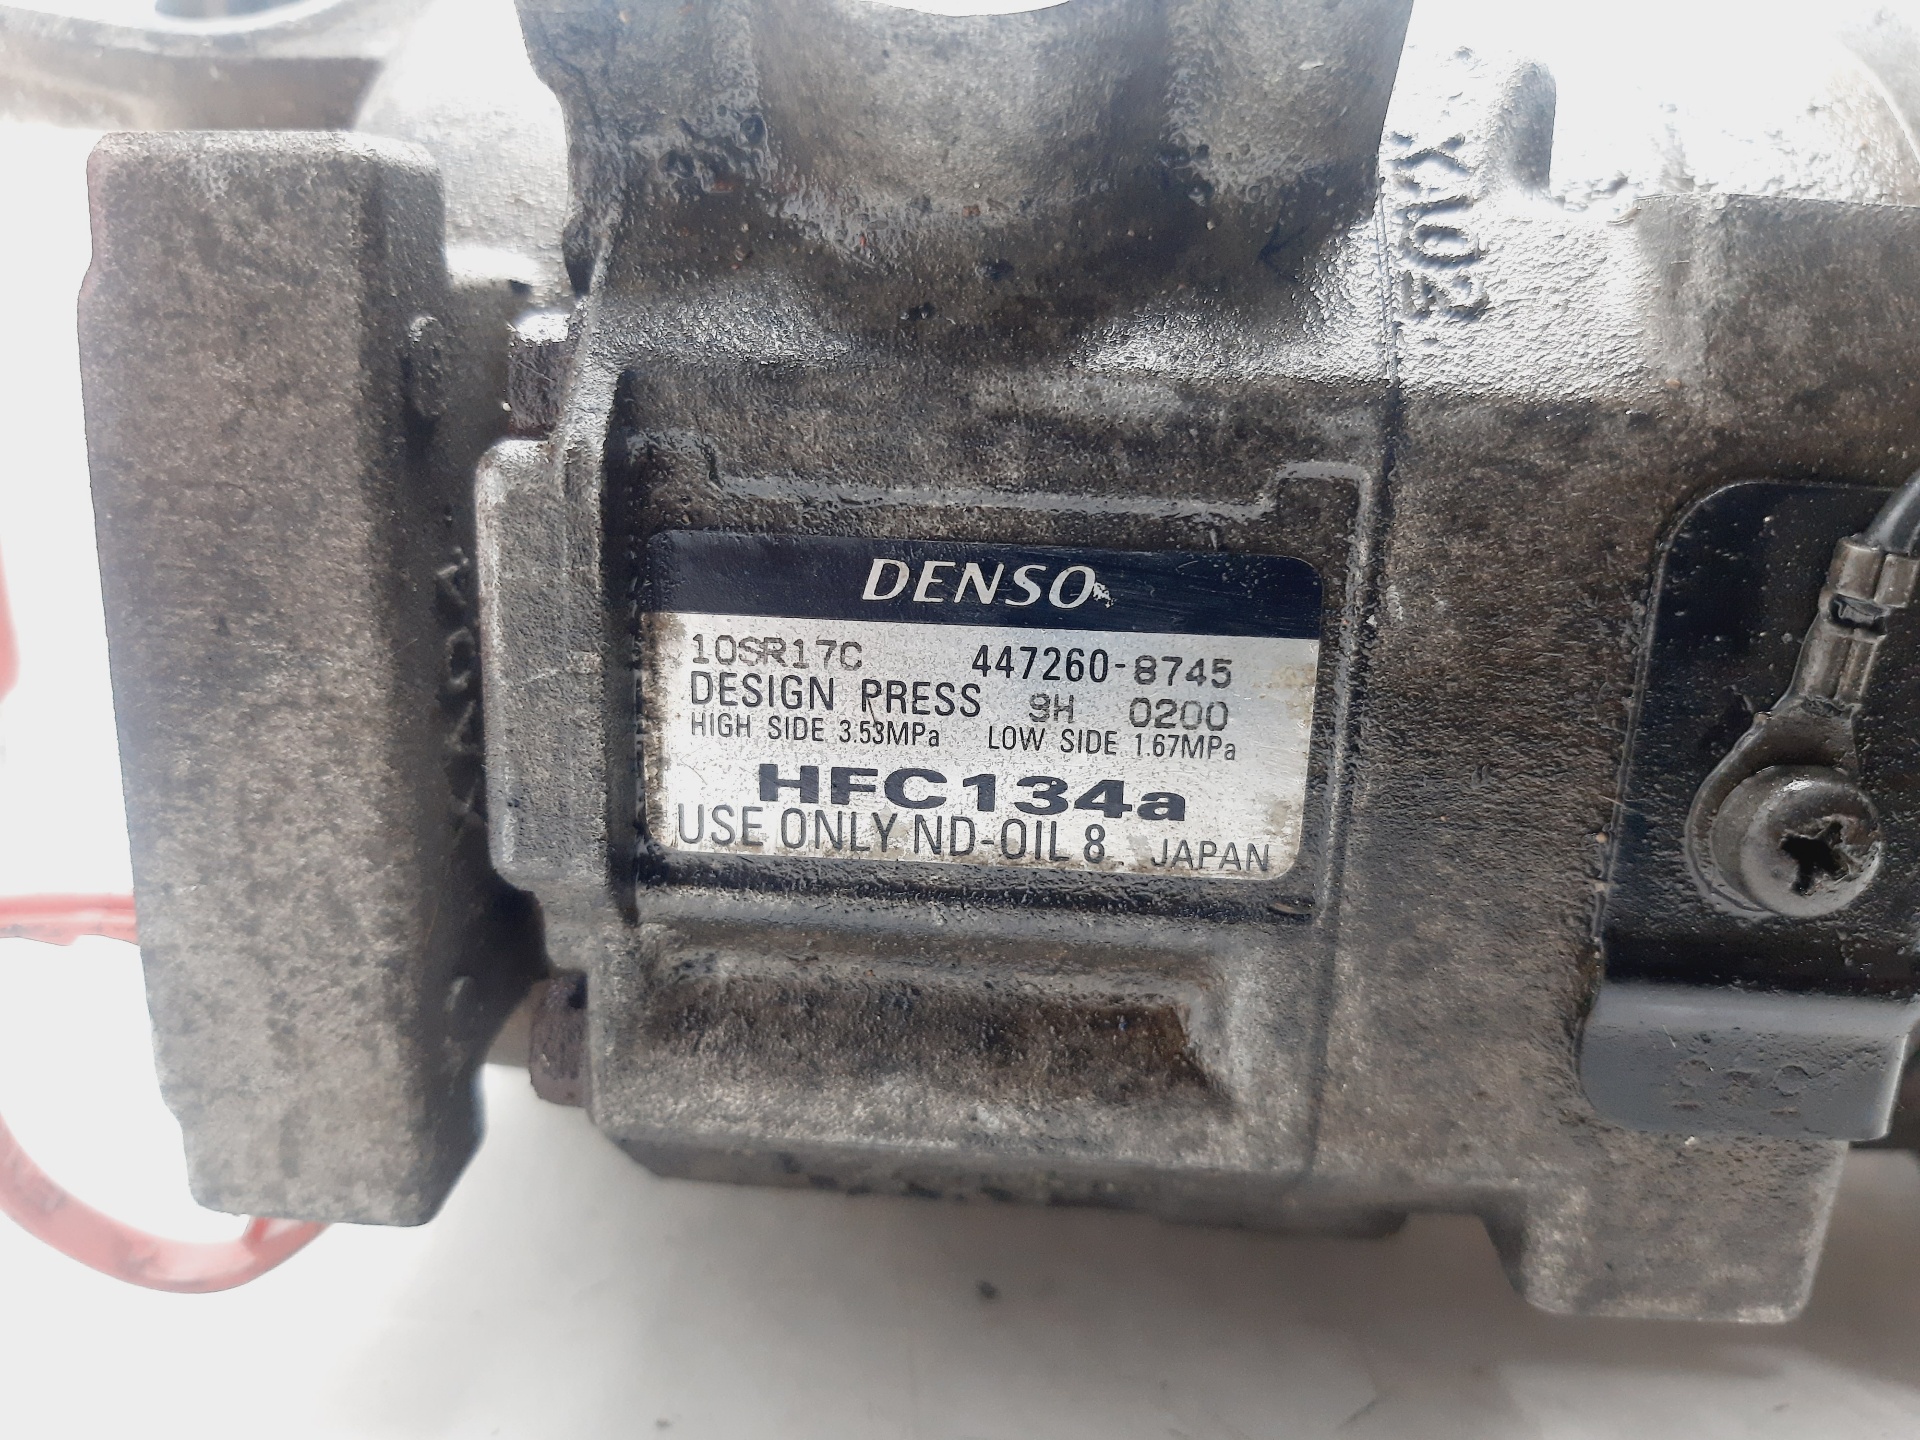 XV02
DENSO
10SR17C 447260-8745
DESIGN PRESS 9H 0200
HIGH SIDE 3.53MPa LOW SIDE 1.67MPa
HFC134a
USE ONLY ND-OIL 8 JAPAN